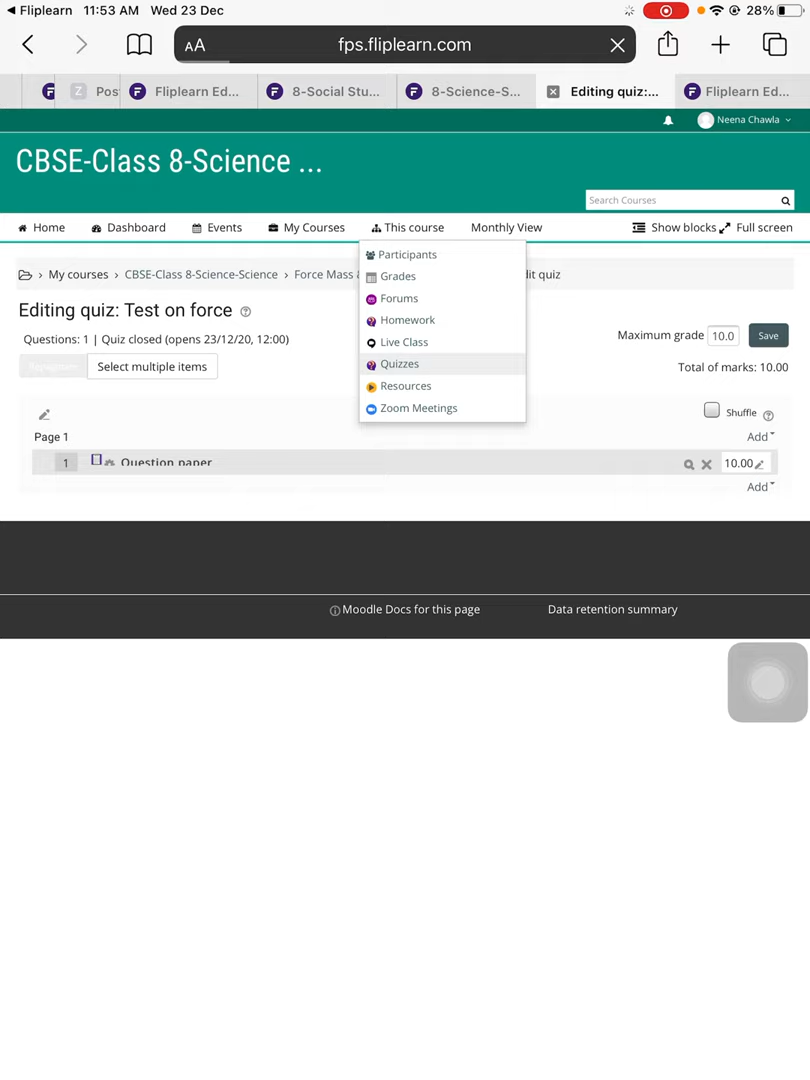 Fliplearn 11:53 AM Wed 23 Dec 28%
AA fps.fliplearn.com
Pos Fliplearn Ed... 8-Social Stu... 8-Science-S... Editing quiz:... Fliplearn Ed...
Neena Chawla
CBSE-Class 8-Science ...
Search Courses
Home Dashboard Events My Courses This course Monthly View Show blocks Full screen
Participants
My courses › CBSE-Class 8-Science-Science › Force Mass it quiz
Grades
Forums
Editing quiz: Test on force
Homework
Questions: 1 | Quiz closed (opens 23/12/20, 12:00) Maximum grade 10.0 Save
Live Class
Select multiple items Total of marks: 10.00
Quizzes
Resources
Zoom Meetings
Shuffle
Page 1 Add
1 Question paper 10.00
Add
Moodle Docs for this page Data retention summary